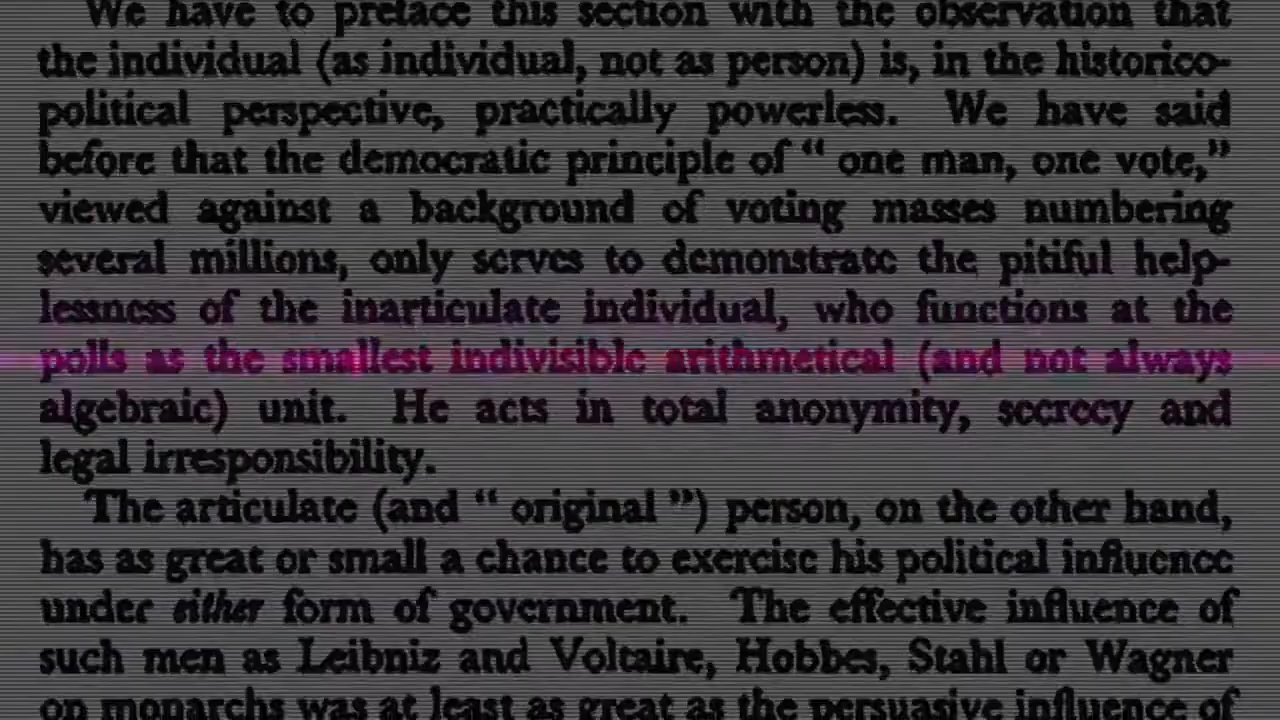 We have to preface this section with the observation that
the individual (as individual, not as person) is, in the historico-
political perspective, practically powerless. We have said
before that the democratic principle of “ one man, one vote,”
viewed against a background of voting masses numbering
several millions, only serves to demonstrate the pitiful help-
lessness of the inarticulate individual, who functions at the
polls as the smallest indivisible arithmetical (and not always
algebraic) unit. He acts in total anonymity, secrecy and
legal irresponsibility.
The articulate (and “ original ”) person, on the other hand,
has as great or small a chance to exercise his political influence
under either form of government. The effective influence of
such men as Leibniz and Voltaire, Hobbes, Stahl or Wagner
on monarchs was at least as great as the persuasive influence of